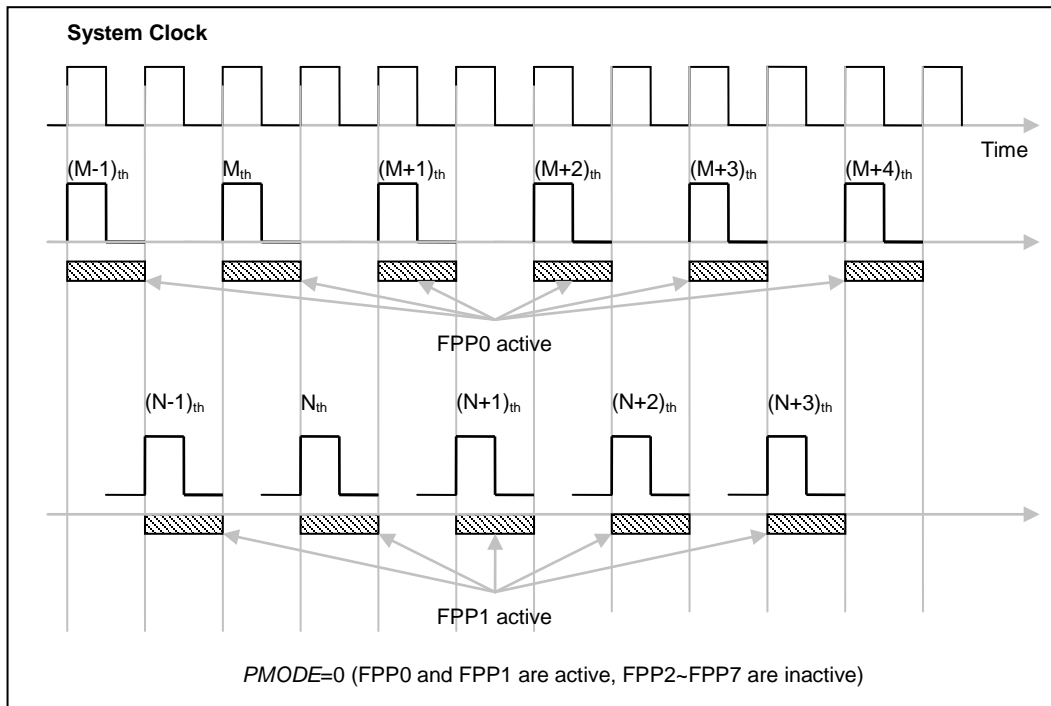 System Clock
Time
(M-1)th Mth (M+1)th (M+2)th (M+3)th (M+4)th
FPP0 active
(N-1)th Nth (N+1)th (N+2)th (N+3)th
FPP1 active
PMODE=0 (FPP0 and FPP1 are active, FPP2~FPP7 are inactive)